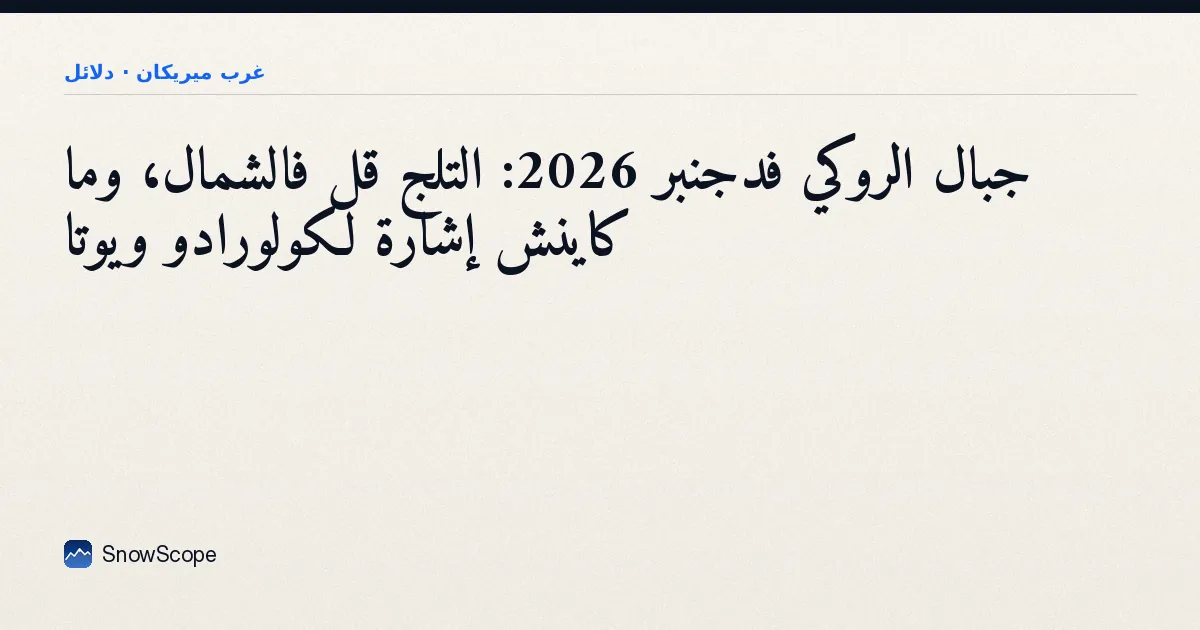 غرب ميريكان · دلائل
جبال الروكي فدجنبر 2026: التلج قل فالشمال، وما
كاينش إشارة لكولورادو ويوتا
SnowScope